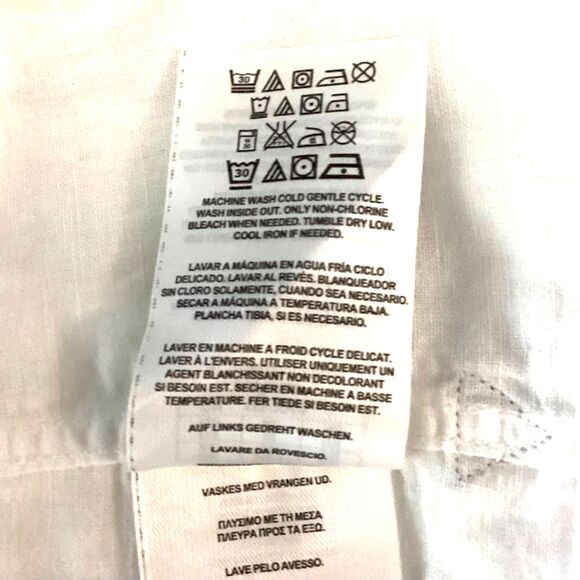 30
30
30
MACHINE WASH COLD GENTLE CYCLE.
WASH INSIDE OUT. ONLY NON-CHLORINE
BLEACH WHEN NEEDED. TUMBLE DRY LOW.
COOL IRON IF NEEDED.
LAVAR A MÁQUINA EN AGUA FRÍA CICLO
DELICADO. LAVAR AL REVÉS. BLANQUEADOR
SIN CLORO SOLAMENTE, CUANDO SEA NECESARIO.
SECAR A MÁQUINA A TEMPERATURA BAJA.
PLANCHA TIBIA, SI ES NECESARIO.
LAVER EN MACHINE A FROID CYCLE DELICAT.
LAVER À L'ENVERS. UTILISER UNIQUEMENT UN
AGENT BLANCHISSANT NON DECOLORANT
SI BESOIN EST. SECHER EN MACHINE A BASSE
TEMPERATURE. FER TIEDE SI BESOIN EST.
AUF LINKS GEDREHT WASCHEN.
LAVARE DA ROVESCIO.
VASKES MED VRANGEN UD.
ΠΛΥΣΙΜΟ ΜΕ ΤΗ ΜΕΣΑ
ΠΛΕΥΡΑ ΠΡΟΣ ΤΑ ΕΞΩ.
LAVE PELO AVESSO.